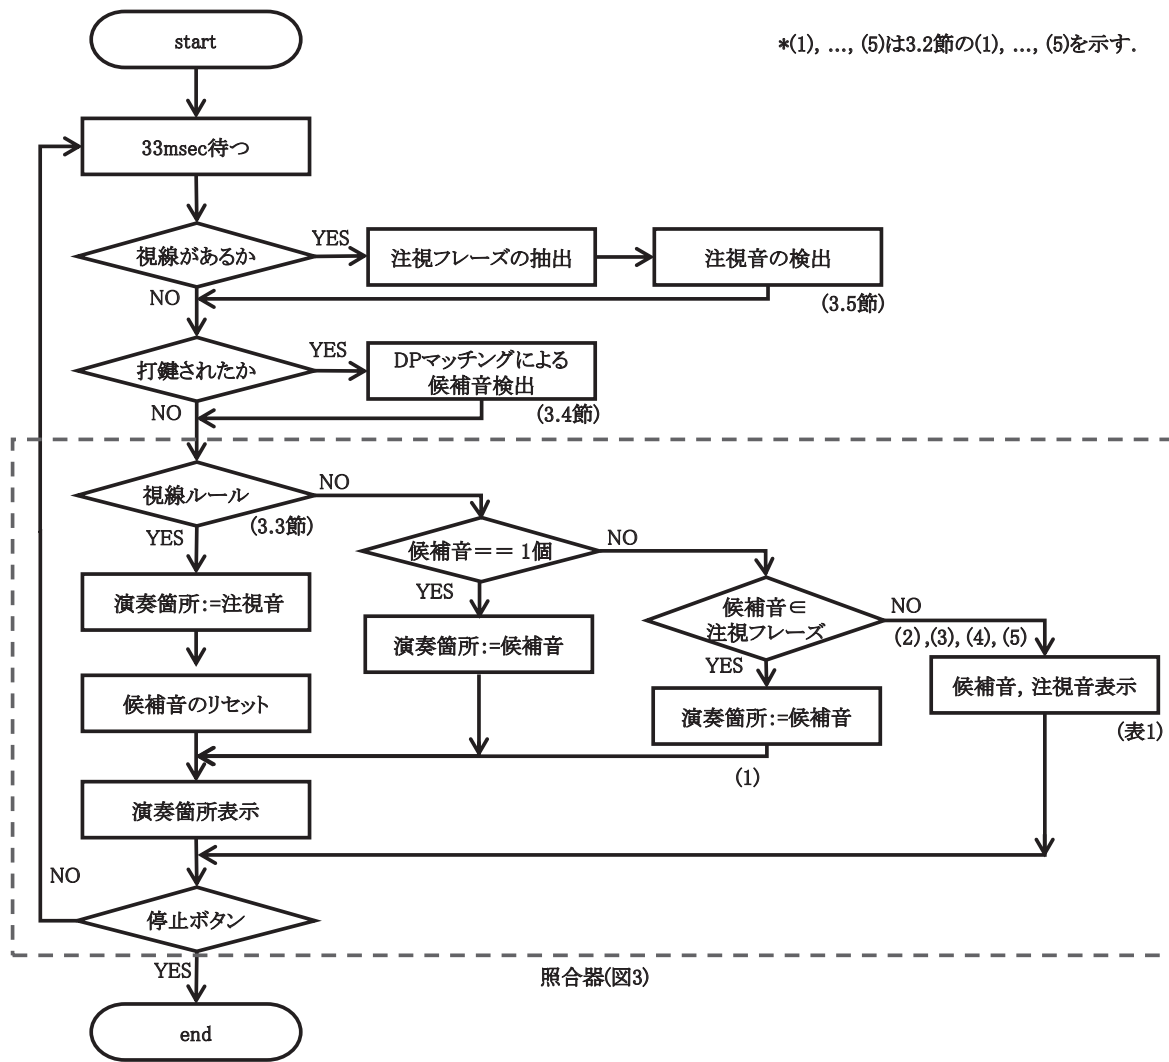 start
*(1), ..., (5)は3.2節の(1), ..., (5)を示す.
33msec待つ
視線があるか
YES
注視フレーズの抽出
注視音の検出
NO
(3.5節)
打鍵されたか
YES
DPマッチングによる
候補音検出
NO
(3.4節)
視線ルール
NO
(3.3節)
YES
候補音== 1個
NO
YES
演奏箇所:=注視音
候補音∈
注視フレーズ
NO
(2) ,(3), (4), (5)
演奏箇所:=候補音
YES
候補音, 注視音表示
候補音のリセット
演奏箇所:=候補音
(表1)
(1)
演奏箇所表示
NO
停止ボタン
YES
照合器(図3)
end